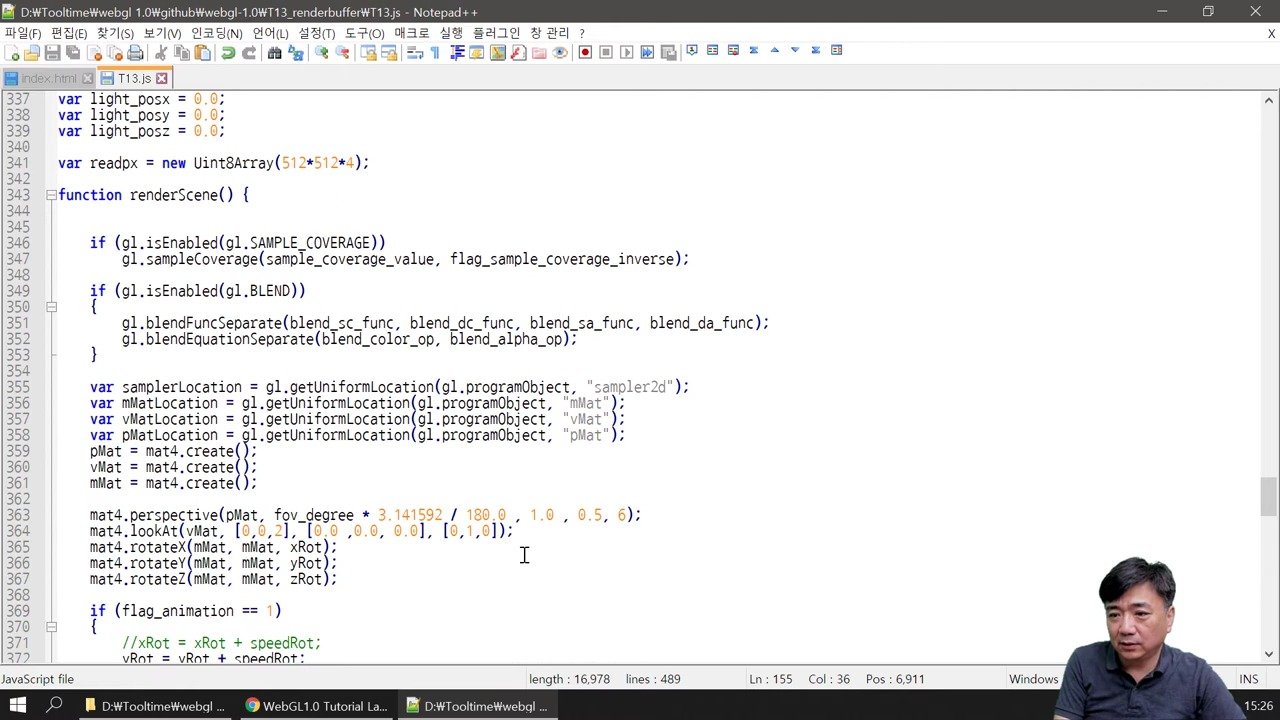 D:₩Tooltime₩webgl 1.0₩github₩webgl-1.0₩T13_renderbuffer₩T13.js - Notepad++
파일(F) 편집(E) 찾기(S) 보기(V) 인코딩(N) 언어(L) 설정(T) 도구(O) 매크로 실행 플러그인 창 관리 ? X
index.html T13.js
337 var light_posx = 0.0;
338 var light_posy = 0.0;
339 var light_posz = 0.0;
340
341 var readpx = new Uint8Array(512*512*4);
342
343 function renderScene() {
344
345
346 if (gl.isEnabled(gl.SAMPLE_COVERAGE))
347 gl.sampleCoverage(sample_coverage_value, flag_sample_coverage_inverse);
348
349 if (gl.isEnabled(gl.BLEND))
350 {
351 gl.blendFuncSeparate(blend_sc_func, blend_dc_func, blend_sa_func, blend_da_func);
352 gl.blendEquationSeparate(blend_color_op, blend_alpha_op);
353 }
354
355 var samplerLocation = gl.getUniformLocation(gl.programObject, "sampler2d");
356 var mMatLocation = gl.getUniformLocation(gl.programObject, "mMat");
357 var vMatLocation = gl.getUniformLocation(gl.programObject, "vMat");
358 var pMatLocation = gl.getUniformLocation(gl.programObject, "pMat");
359 pMat = mat4.create();
360 vMat = mat4.create();
361 mMat = mat4.create();
362
363 mat4.perspective(pMat, fov_degree * 3.141592 / 180.0 , 1.0 , 0.5, 6);
364 mat4.lookAt(vMat, [0,0,2], [0.0 ,0.0, 0.0], [0,1,0]);
365 mat4.rotateX(mMat, mMat, xRot);
366 mat4.rotateY(mMat, mMat, yRot);
367 mat4.rotateZ(mMat, mMat, zRot);
368
369 if (flag_animation == 1)
370 {
371 //xRot = xRot + speedRot;
372 yRot = yRot + speedRot;
JavaScript file length : 16,978 lines : 489 Ln : 155 Col : 36 Pos : 6,911 Windows INS
D:₩Tooltime₩webgl ... WebGL1.0 Tutorial La... D:₩Tooltime₩webgl ... 15:26